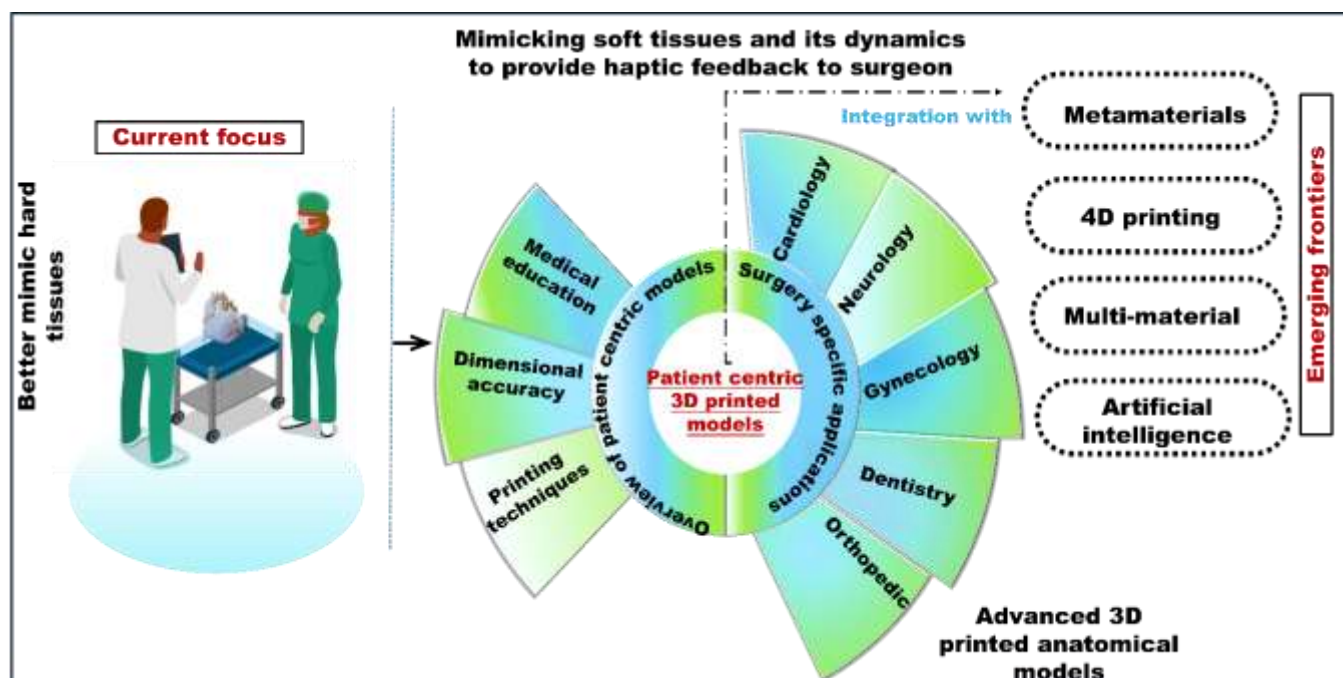 Mimicking soft tissues and its dynamics
to provide haptic feedback to surgeon
Current focus
Better mimic hard
tissues
Integration with
Metamaterials
4D printing
Multi-material
Artificial
intelligence
Emerging frontiers
Medical
education
Dimensional
accuracy
Printing
techniques
Overview of patient centric models
Surgery specific applications
Patient centric
3D printed
models
Cardiology
Neurology
Gynecology
Dentistry
Orthopedic
Advanced 3D
printed anatomical
models